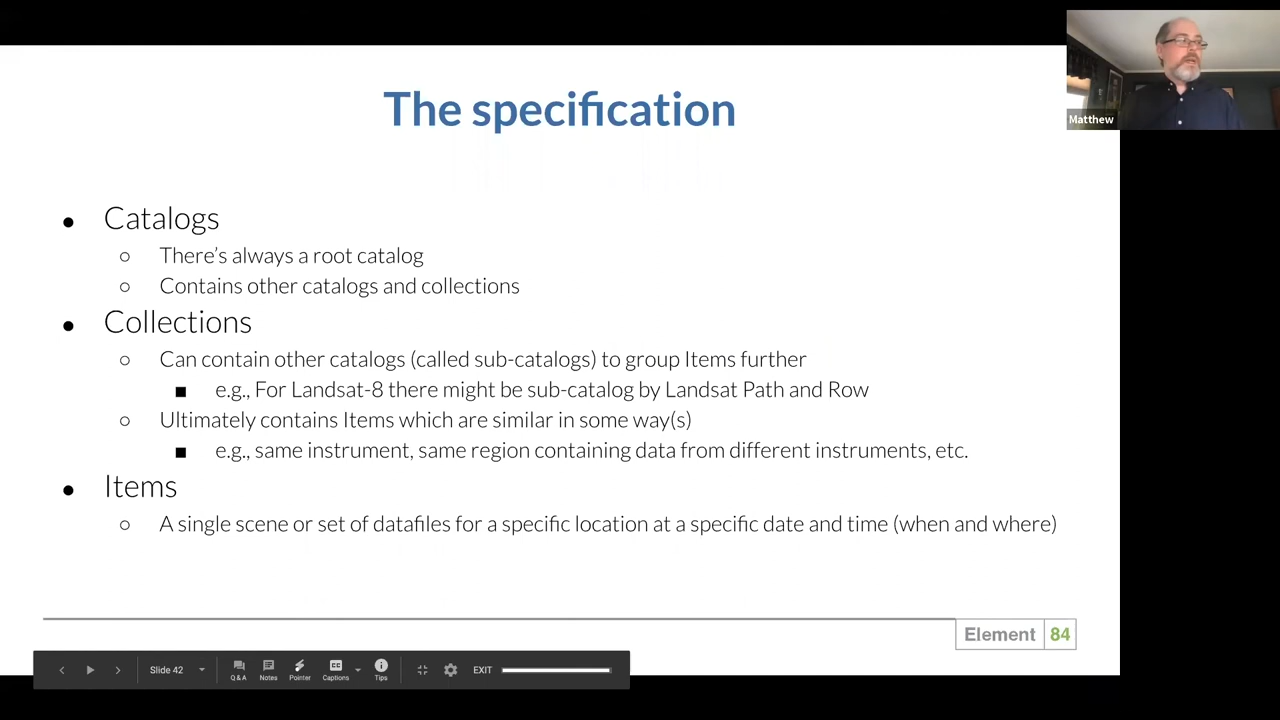 The specification
Matthew
● Catalogs
○ There's always a root catalog
○ Contains other catalogs and collections
● Collections
○ Can contain other catalogs (called sub-catalogs) to group Items further
■ e.g., For Landsat-8 there might be sub-catalog by Landsat Path and Row
○ Ultimately contains Items which are similar in some way(s)
■ e.g., same instrument, same region containing data from different instruments, etc.
● Items
○ A single scene or set of datafiles for a specific location at a specific date and time (when and where)
Element 84
Slide 42 Q & A Notes Pointer Captions Tips EXIT